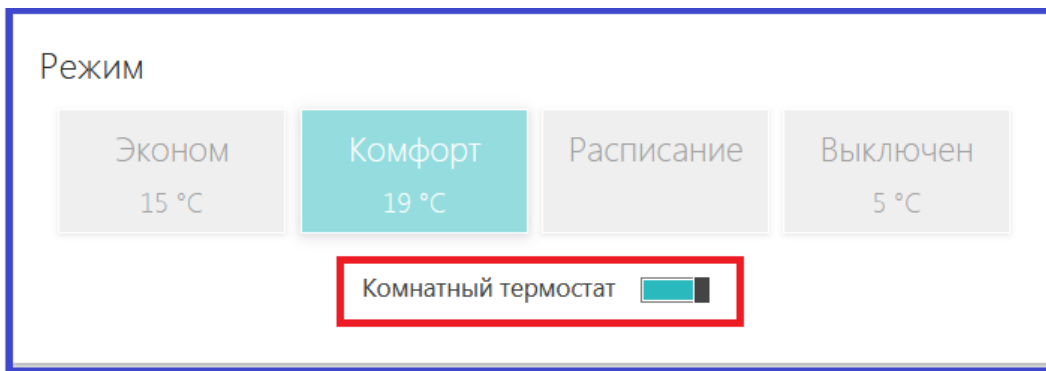 Режим
Эконом Комфорт Расписание Выключен
15 °C 19 °C 5 °C
Комнатный термостат